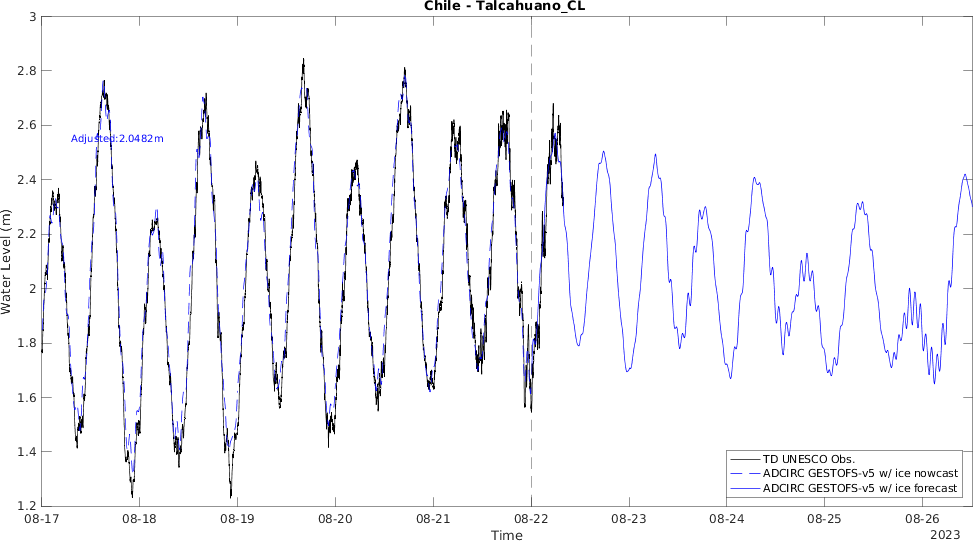 Chile - Talcahuano_CL
3
2.8
2.6
2.4
2.2
2
1.8
1.6
1.4
1.2
Water Level (m)
Adjusted:2.0482m
TD UNESCO Obs.
ADCIRC GESTOFS-v5 w/ ice nowcast
ADCIRC GESTOFS-v5 w/ ice forecast
08-17 08-18 08-19 08-20 08-21 08-22 08-23 08-24 08-25 08-26
Time
2023